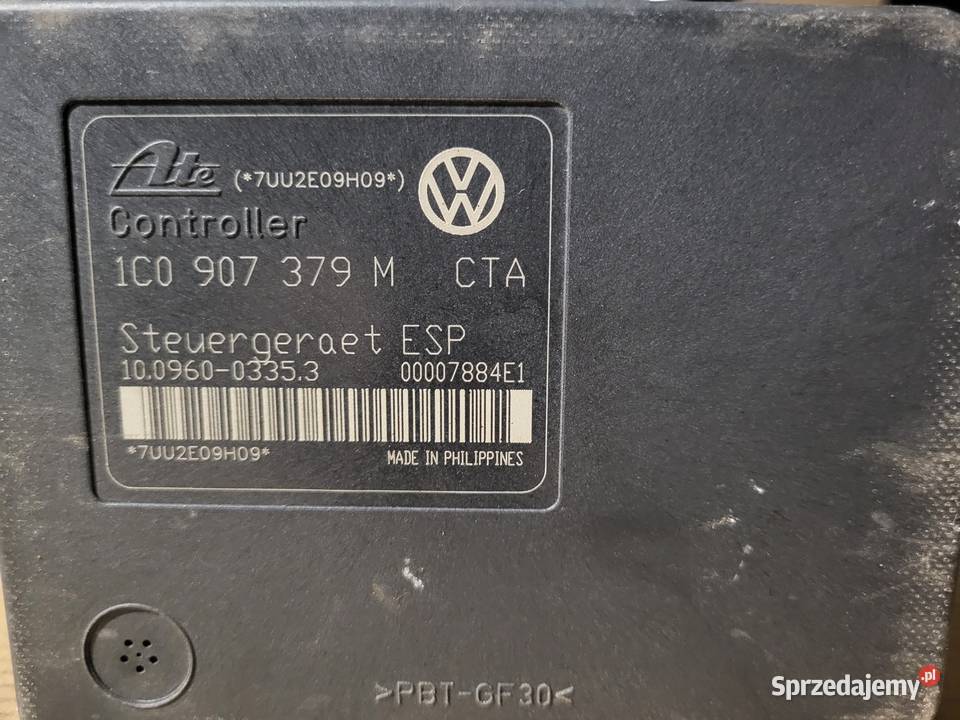 Ate (*7UU2E09H09*)
Controller
1C0 907 379 M CTA
Steuergeraet ESP
10.0960-0335.3 00007884E1
*7UU2E09H09* MADE IN PHILIPPINES
>PBT-GF30<
Sprzedajemy.pl